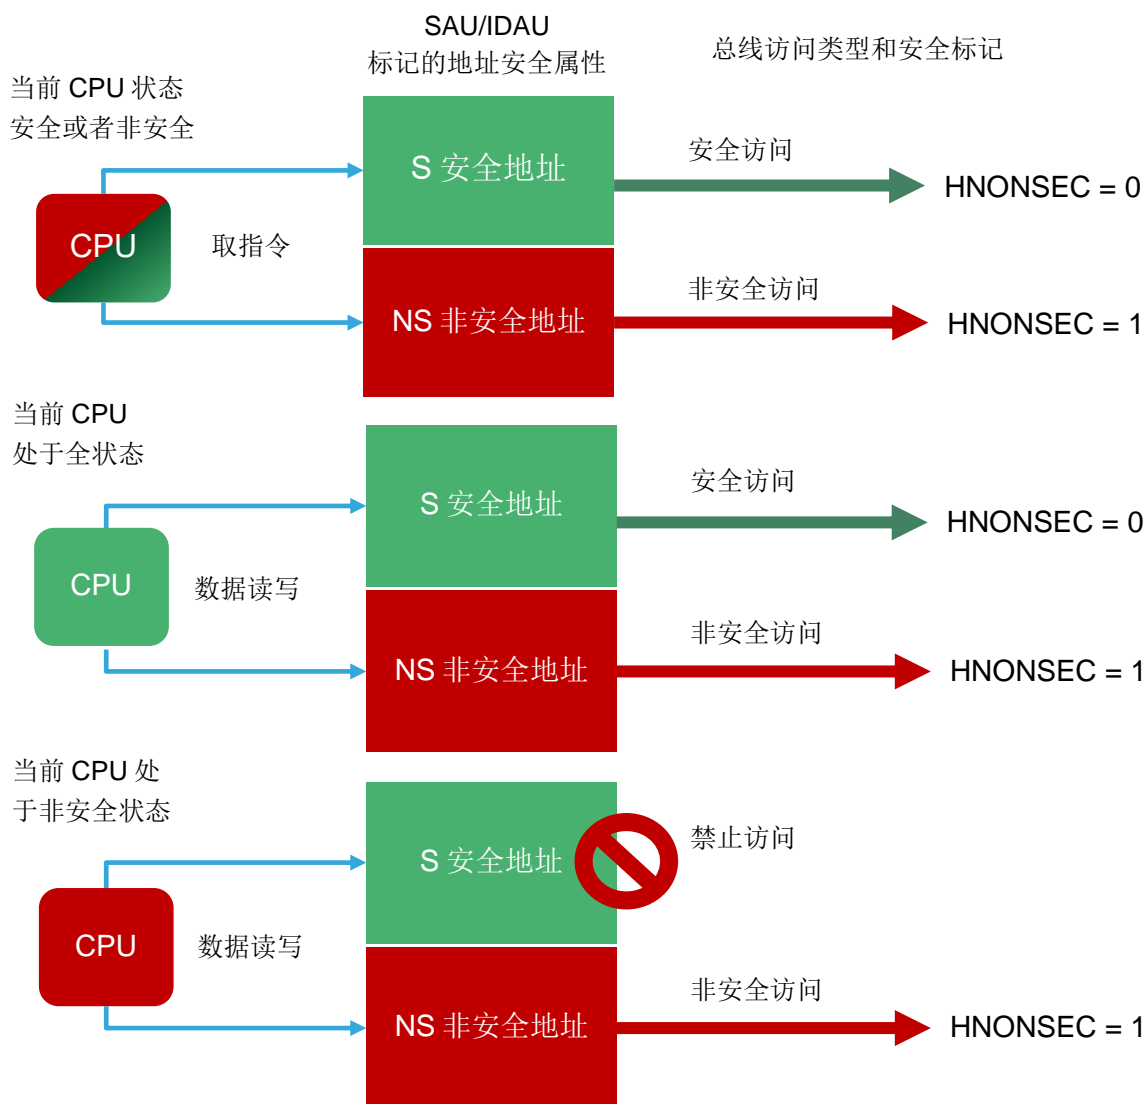 SAU/IDAU
标记的地址安全属性
总线访问类型和安全标记
当前 CPU 状态
安全或者非安全
S 安全地址
安全访问
HNONSEC = 0
CPU
取指令
NS 非安全地址
非安全访问
HNONSEC = 1
当前 CPU
处于全状态
S 安全地址
安全访问
HNONSEC = 0
CPU
数据读写
NS 非安全地址
非安全访问
HNONSEC = 1
当前 CPU 处
于非安全状态
S 安全地址
禁止访问
CPU
数据读写
NS 非安全地址
非安全访问
HNONSEC = 1